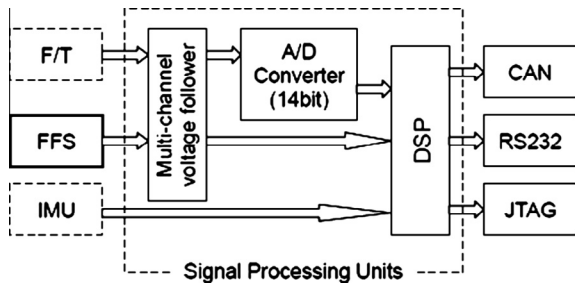 F/T
FFS
IMU
Multi-channel
voltage follower
A/D
Converter
(14bit)
DSP
CAN
RS232
JTAG
Signal Processing Units